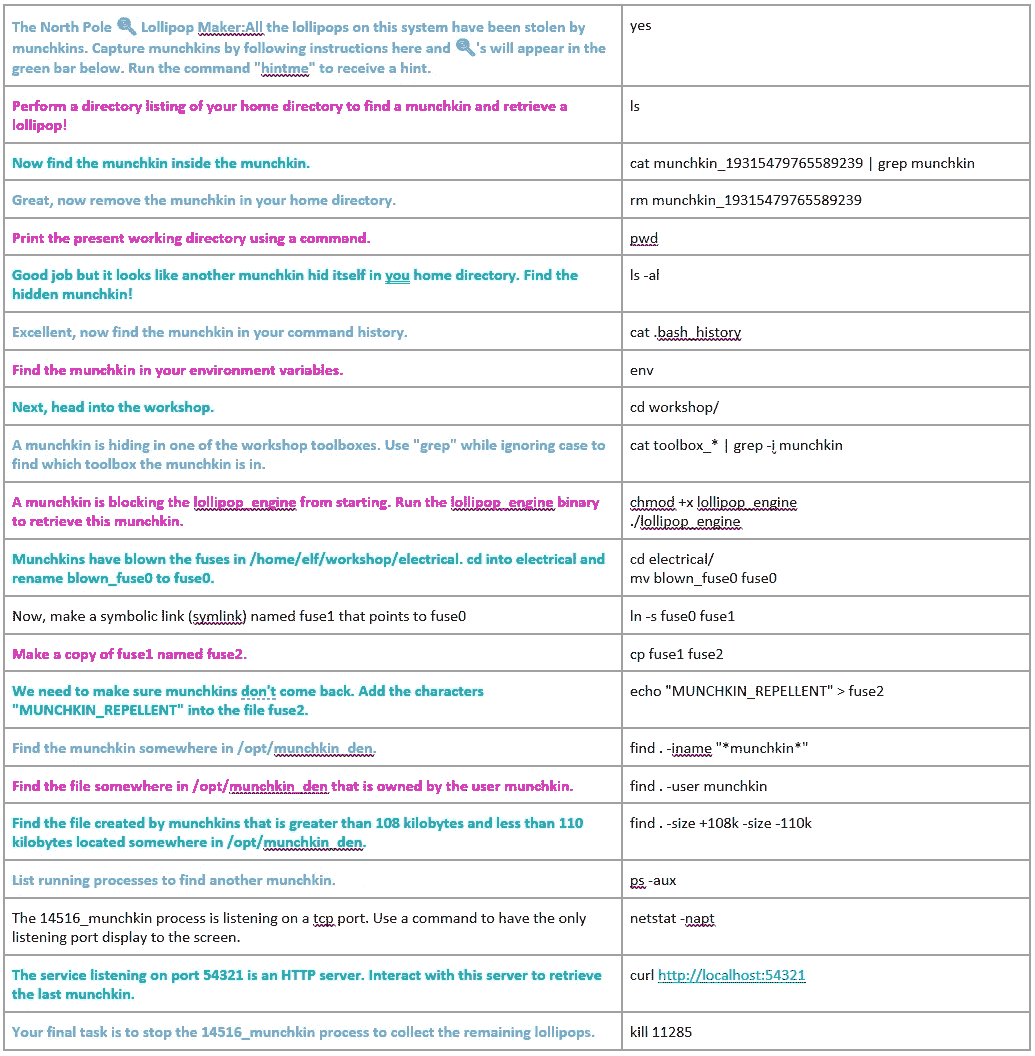 The North Pole 🍭 Lollipop Maker:All the lollipops on this system have been stolen by
munchkins. Capture munchkins by following instructions here and 🍭's will appear in the
green bar below. Run the command "hintme" to receive a hint.
yes
Perform a directory listing of your home directory to find a munchkin and retrieve a
lollipop!
ls
Now find the munchkin inside the munchkin.
cat munchkin_19315479765589239 | grep munchkin
Great, now remove the munchkin in your home directory.
rm munchkin_19315479765589239
Print the present working directory using a command.
pwd
Good job but it looks like another munchkin hid itself in you home directory. Find the
hidden munchkin!
ls -al
Excellent, now find the munchkin in your command history.
cat .bash_history
Find the munchkin in your environment variables.
env
Next, head into the workshop.
cd workshop/
A munchkin is hiding in one of the workshop toolboxes. Use "grep" while ignoring case to
find which toolbox the munchkin is in.
cat toolbox_* | grep -i munchkin
A munchkin is blocking the lollipop_engine from starting. Run the lollipop_engine binary
to retrieve this munchkin.
chmod +x lollipop_engine
./lollipop_engine
Munchkins have blown the fuses in /home/elf/workshop/electrical. cd into electrical and
rename blown_fuse0 to fuse0.
cd electrical/
mv blown_fuse0 fuse0
Now, make a symbolic link (symlink) named fuse1 that points to fuse0
ln -s fuse0 fuse1
Make a copy of fuse1 named fuse2.
cp fuse1 fuse2
We need to make sure munchkins don't come back. Add the characters
"MUNCHKIN_REPELLENT" into the file fuse2.
echo "MUNCHKIN_REPELLENT" > fuse2
Find the munchkin somewhere in /opt/munchkin_den.
find . -iname "*munchkin*"
Find the file somewhere in /opt/munchkin_den that is owned by the user munchkin.
find . -user munchkin
Find the file created by munchkins that is greater than 108 kilobytes and less than 110
kilobytes located somewhere in /opt/munchkin_den.
find . -size +108k -size -110k
List running processes to find another munchkin.
ps -aux
The 14516_munchkin process is listening on a tcp port. Use a command to have the only
listening port display to the screen.
netstat -napt
The service listening on port 54321 is an HTTP server. Interact with this server to retrieve
the last munchkin.
curl http://localhost:54321
Your final task is to stop the 14516_munchkin process to collect the remaining lollipops.
kill 11285